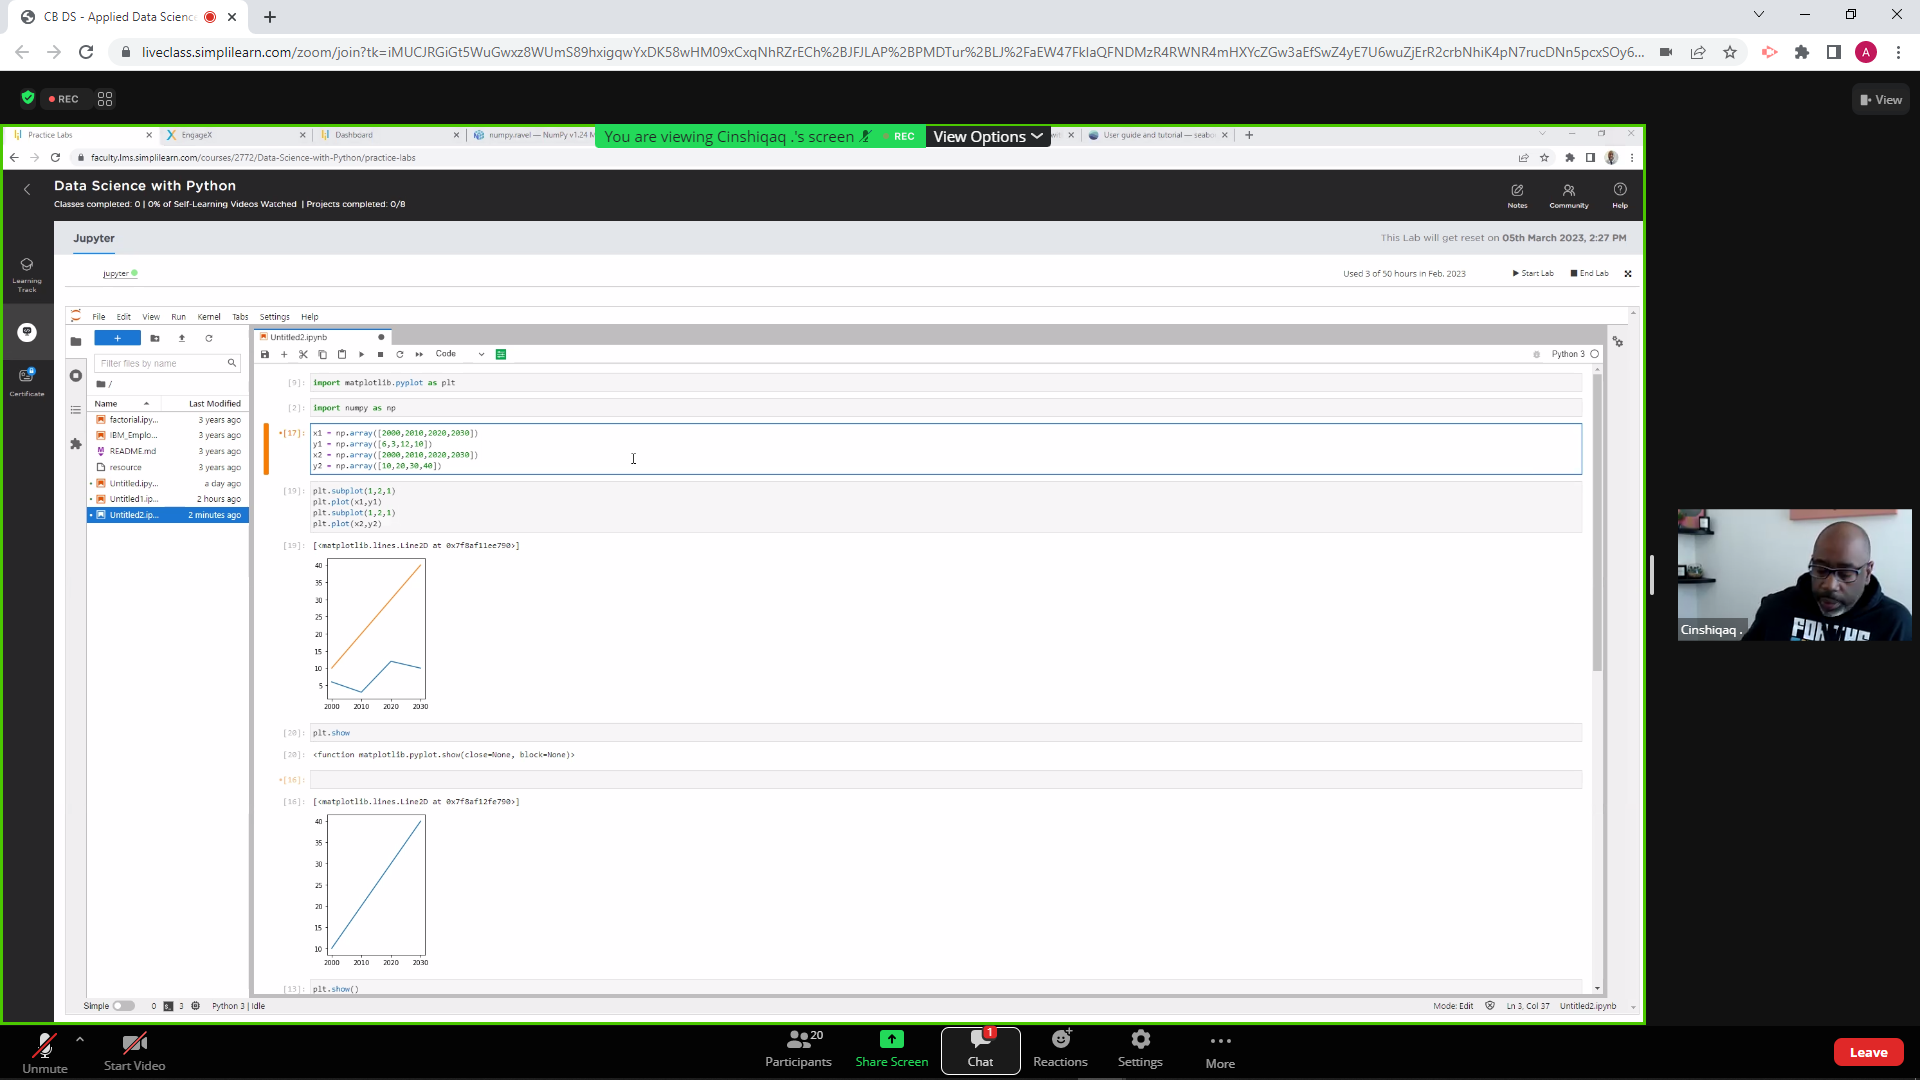 CB DS - Applied Data Scienc
liveclass.simplilearn.com/zoom/join?tk=iMUCJRGiGt5WuGwxz8WUmS89hxigqwYxDK58wHM09xCxqNhRZrECh%2BJFJLAP%2BPMDTur%2BLJ%2FaEW47FkIaQFNDMzR4RWNR4mHXYcZGw3aEfSwZ4yE7U6wuZjErR2crbNhiK4pN7rucDNn5pcxSOy6...
A
REC
View
Practice Labs
EngageX
Dashboard
numpy.ravel — NumPy v1.24 M
You are viewing Cinshiqaq .'s screen
REC
View Options
User guide and tutorial — seabo
faculty.lms.simplilearn.com/courses/2772/Data-Science-with-Python/practice-labs
Data Science with Python
Classes completed: 0 | 0% of Self-Learning Videos Watched | Projects completed: 0/8
Notes
Community
Help
Learning
Track
Certificate
Jupyter
This Lab will get reset on 05th March 2023, 2:27 PM
jupyter
Used 3 of 50 hours in Feb. 2023
Start Lab
End Lab
File Edit View Run Kernel Tabs Settings Help
Untitled2.ipynb
Code
Python 3
Filter files by name
/
Name
Last Modified
factorial.ipy... 3 years ago
IBM_Emplo... 3 years ago
README.md 3 years ago
resource 3 years ago
Untitled.ipy... a day ago
Untitled1.ip... 2 hours ago
Untitled2.ip... 2 minutes ago
[9]: import matplotlib.pyplot as plt
[2]: import numpy as np
[17]: x1 = np.array([2000,2010,2020,2030])
y1 = np.array([6,3,12,10])
x2 = np.array([2000,2010,2020,2030])
y2 = np.array([10,20,30,40])
[19]: plt.subplot(1,2,1)
plt.plot(x1,y1)
plt.subplot(1,2,1)
plt.plot(x2,y2)
[19]: [<matplotlib.lines.Line2D at 0x7f8af11ee790>]
40
35
30
25
20
15
10
5
2000 2010 2020 2030
[20]: plt.show
[20]: <function matplotlib.pyplot.show(close=None, block=None)>
[16]:
[16]: [<matplotlib.lines.Line2D at 0x7f8af12fe790>]
40
35
30
25
20
15
10
2000 2010 2020 2030
[13]: plt.show()
Simple 0 3 Python 3 | Idle
Mode: Edit Ln 3, Col 37 Untitled2.ipynb
Cinshiqaq .
Unmute
Start Video
20
Participants
Share Screen
1
Chat
Reactions
Settings
More
Leave